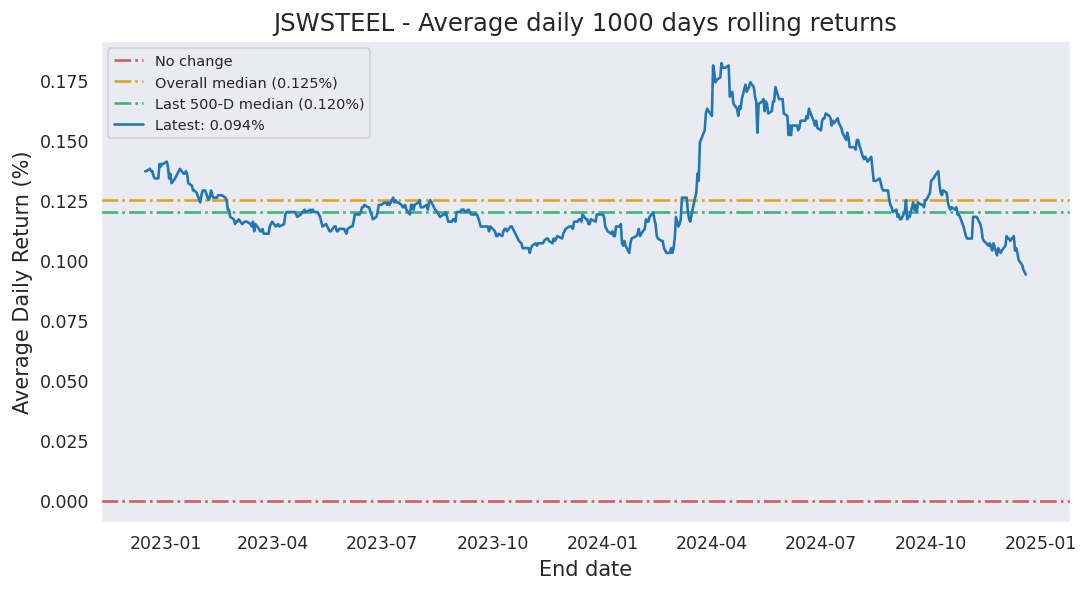 JSWSTEEL - Average daily 1000 days rolling returns
No change
Overall median (0.125%)
Last 500-D median (0.120%)
Latest: 0.094%
Average Daily Return (%)
0.175
0.150
0.125
0.100
0.075
0.050
0.025
0.000
2023-01 2023-04 2023-07 2023-10 2024-01 2024-04 2024-07 2024-10 2025-01
End date